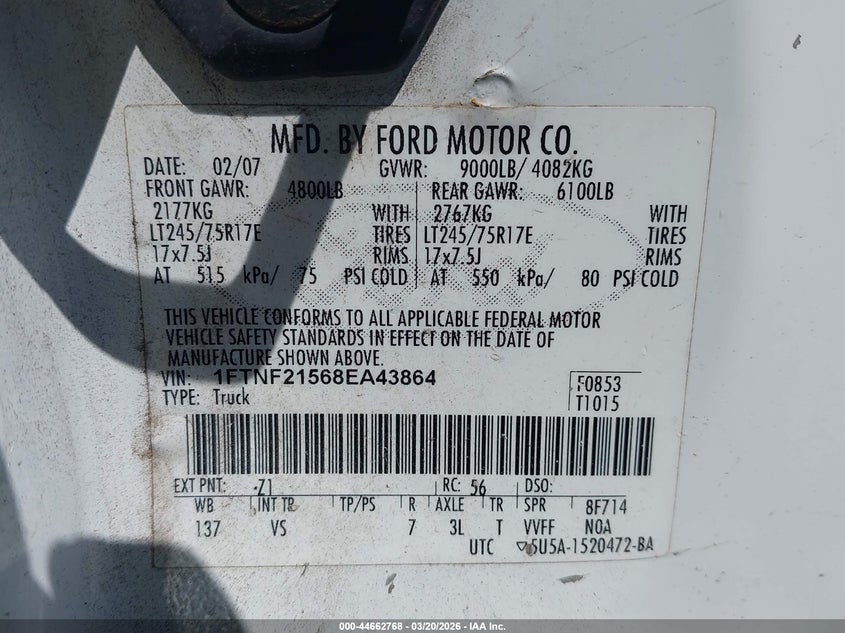 MFD. BY FORD MOTOR CO.
DATE: 02/07 GVWR: 9000LB/ 4082KG
FRONT GAWR: 4800LB REAR GAWR: 6100LB
2177KG WITH 2767KG WITH
LT245/75R17E TIRES LT245/75R17E TIRES
17x7.5J RIMS 17x7.5J RIMS
AT 515 kPa/ 75 PSI COLD AT 550 kPa/ 80 PSI COLD
THIS VEHICLE CONFORMS TO ALL APPLICABLE FEDERAL MOTOR
VEHICLE SAFETY STANDARDS IN EFFECT ON THE DATE OF
MANUFACTURE SHOWN ABOVE.
VIN: 1FTNF21568EA43864 F0853
TYPE: Truck T1015
EXT PNT: Z1 RC: 56 DSO:
WB INT TR TP/PS R AXLE TR SPR 8F714
137 VS 7 3L T VVFF NOA
UTC 5U5A-1520472-BA
000-44662768 - 03/20/2026 - IAA Inc.